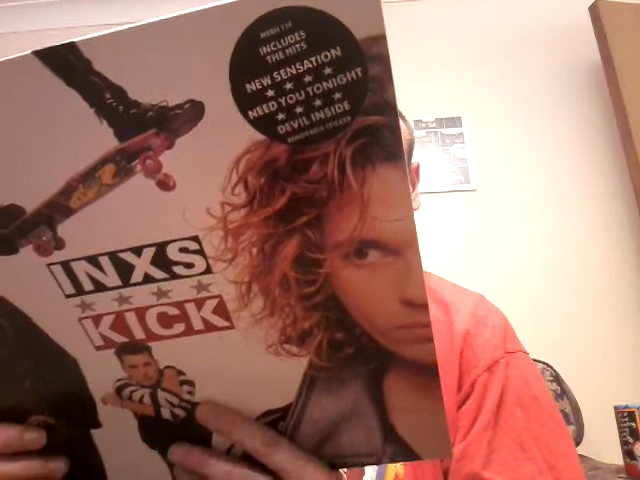 MERH 114
INCLUDES
THE HITS
NEW SENSATION
NEED YOU TONIGHT
DEVIL INSIDE
REMOVABLE STICKER
INXS
KICK